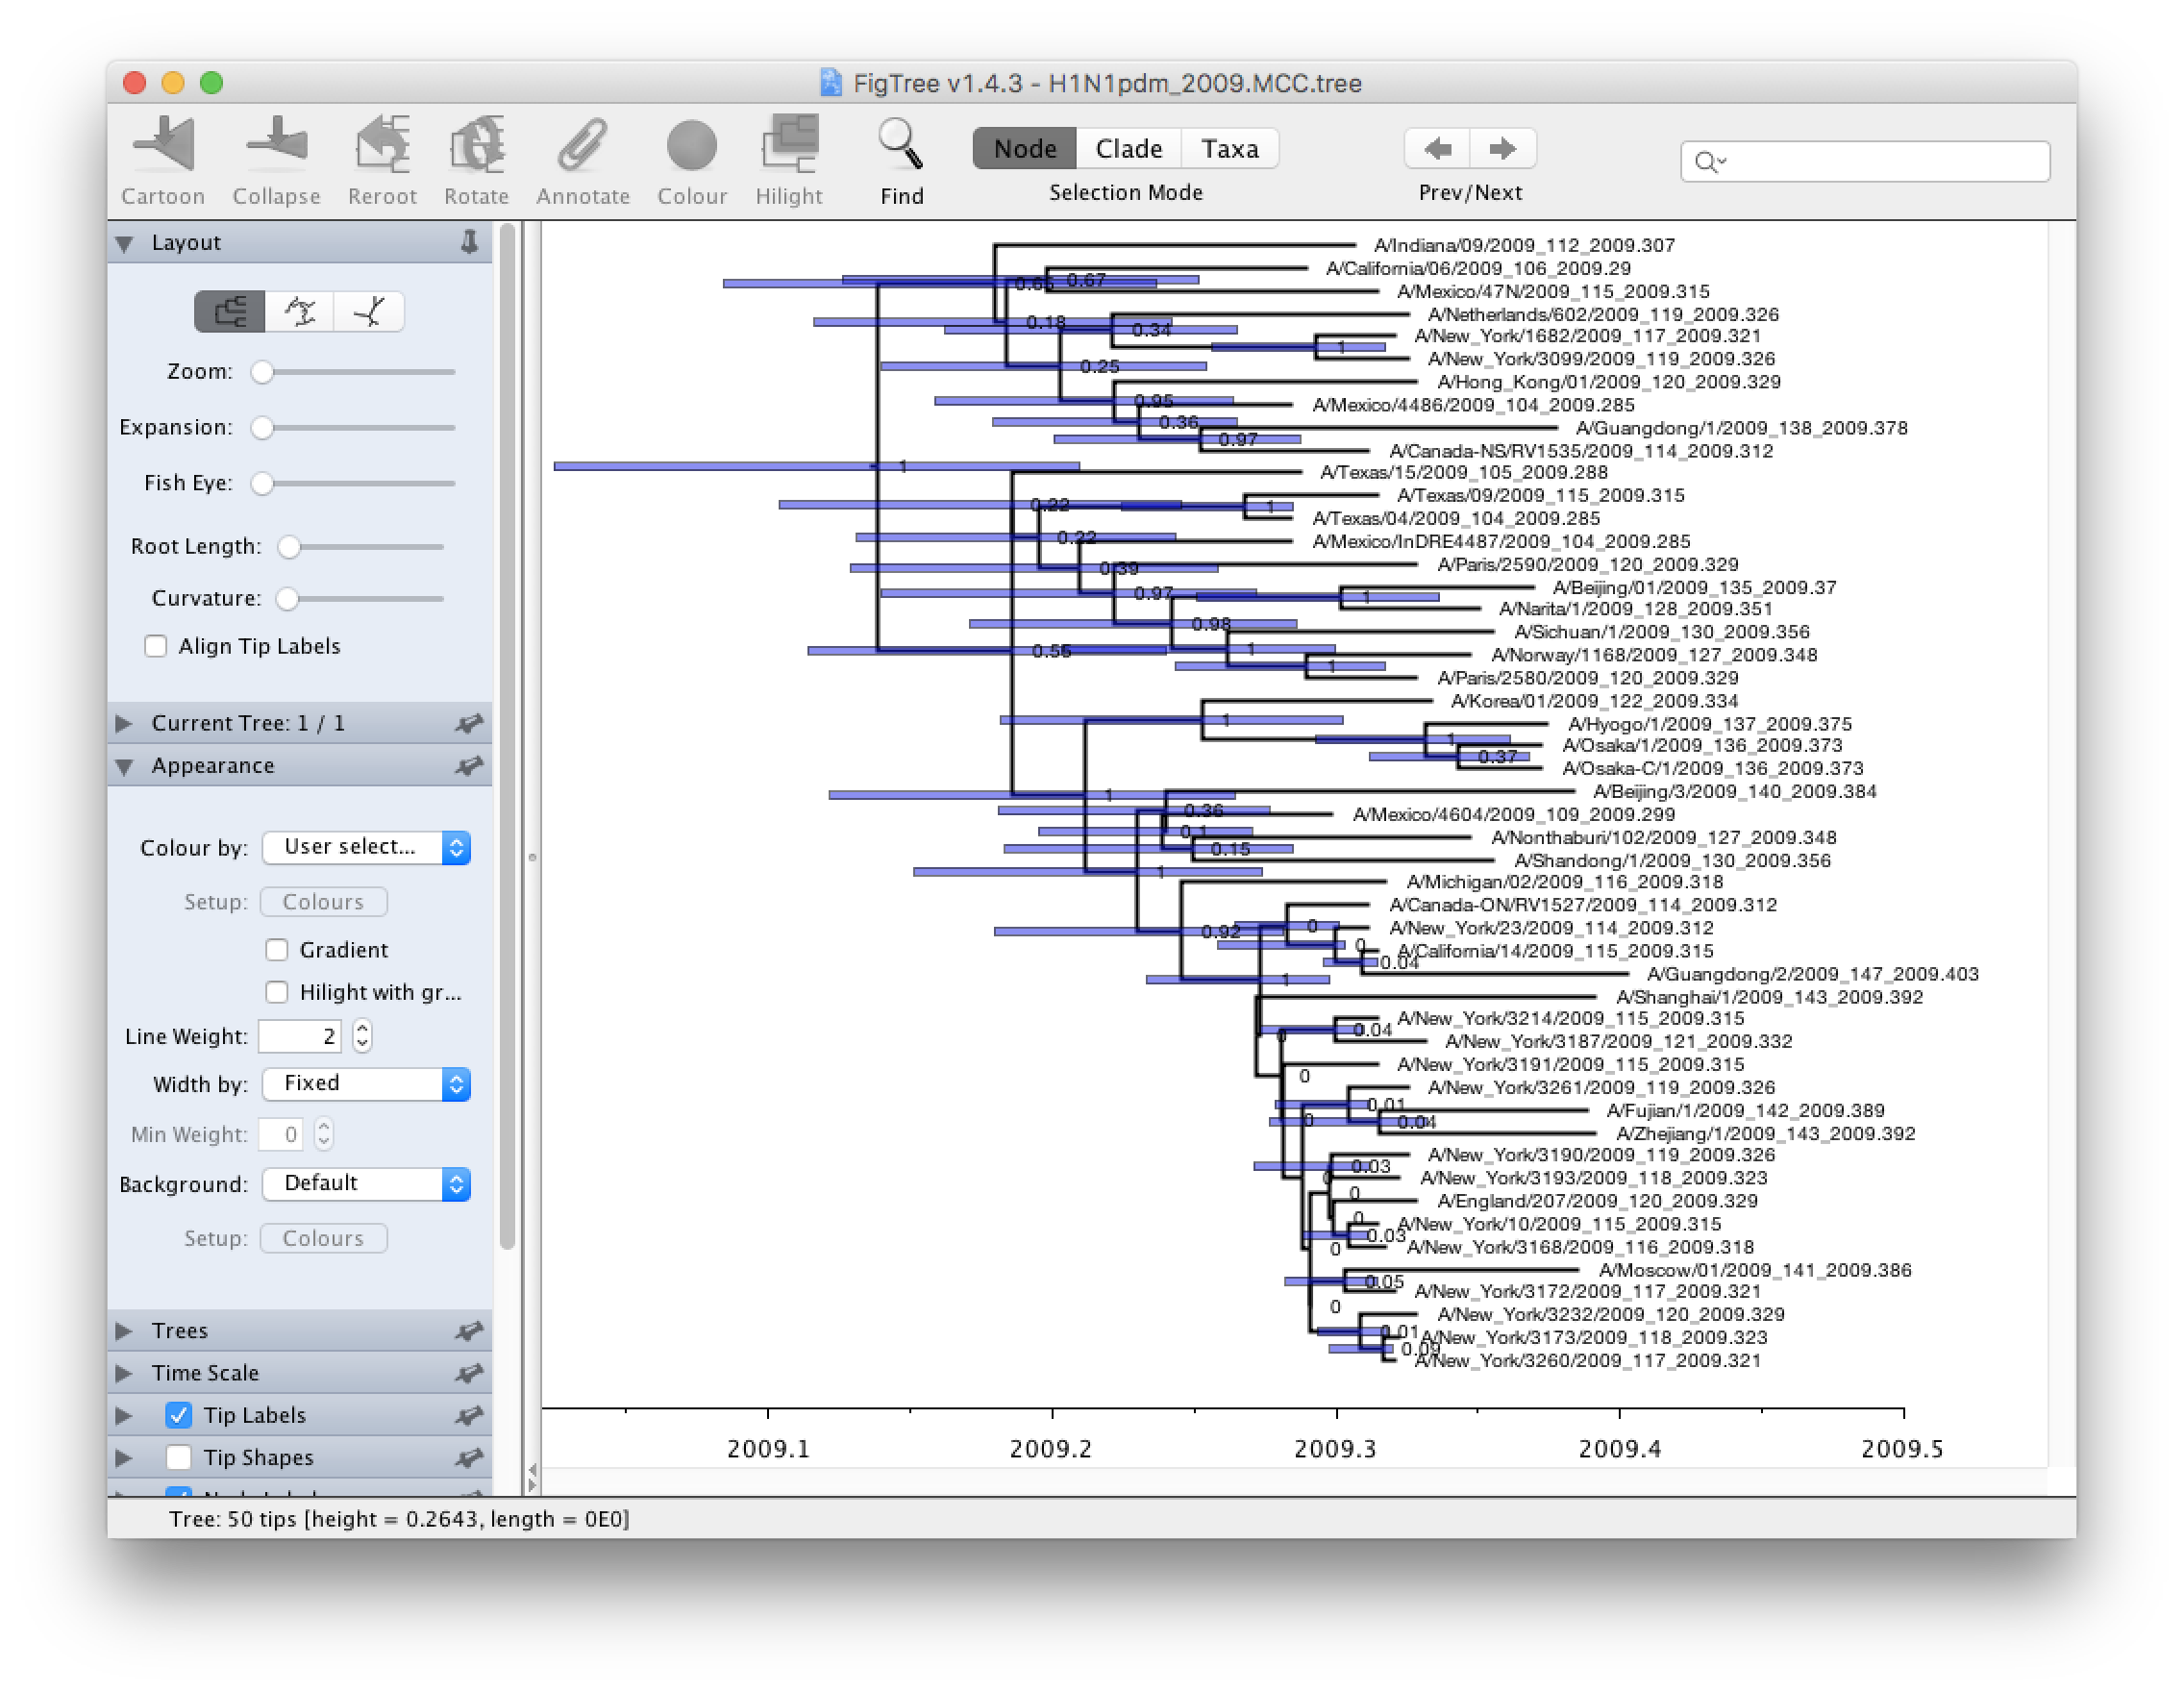 FigTree v1.4.3 - H1N1pdm_2009.MCC.tree
Cartoon Collapse Reroot Rotate Annotate Colour Hilight Find
Node Clade Taxa
Selection Mode
Prev/Next
Layout
Zoom:
Expansion:
Fish Eye:
Root Length:
Curvature:
Align Tip Labels
Current Tree: 1 / 1
Appearance
Colour by: User select...
Setup: Colours
Gradient
Hilight with gr...
Line Weight: 2
Width by: Fixed
Min Weight: 0
Background: Default
Setup: Colours
Trees
Time Scale
Tip Labels
Tip Shapes
A/Indiana/09/2009_112_2009.307
A/California/06/2009_106_2009.29
0.67
A/Mexico/47N/2009_115_2009.315
A/Netherlands/602/2009_119_2009.326
0.18
0.34
A/New_York/1682/2009_117_2009.321
1
A/New_York/3099/2009_119_2009.326
0.25
A/Hong_Kong/01/2009_120_2009.329
0.95
A/Mexico/4486/2009_104_2009.285
0.36
A/Guangdong/1/2009_138_2009.378
0.97
A/Canada-NS/RV1535/2009_114_2009.312
1
A/Texas/15/2009_105_2009.288
A/Texas/09/2009_115_2009.315
0.22
1
A/Texas/04/2009_104_2009.285
0.22
A/Mexico/InDRE4487/2009_104_2009.285
0.39
A/Paris/2590/2009_120_2009.329
A/Beijing/01/2009_135_2009.37
0.97
1
A/Narita/1/2009_128_2009.351
0.98
A/Sichuan/1/2009_130_2009.356
0.55
1
A/Norway/1168/2009_127_2009.348
1
A/Paris/2580/2009_120_2009.329
A/Korea/01/2009_122_2009.334
1
A/Hyogo/1/2009_137_2009.375
1
A/Osaka/1/2009_136_2009.373
0.37
A/Osaka-C/1/2009_136_2009.373
1
A/Beijing/3/2009_140_2009.384
0.36
A/Mexico/4604/2009_109_2009.299
0.1
A/Nonthaburi/102/2009_127_2009.348
0.15
A/Shandong/1/2009_130_2009.356
1
A/Michigan/02/2009_116_2009.318
A/Canada-ON/RV1527/2009_114_2009.312
0.92
0
A/New_York/23/2009_114_2009.312
0
A/California/14/2009_115_2009.315
0.04
A/Guangdong/2/2009_147_2009.403
1
A/Shanghai/1/2009_143_2009.392
A/New_York/3214/2009_115_2009.315
0
0.04
A/New_York/3187/2009_121_2009.332
A/New_York/3191/2009_115_2009.315
0
A/New_York/3261/2009_119_2009.326
0.01
A/Fujian/1/2009_142_2009.389
0
0.04
A/Zhejiang/1/2009_143_2009.392
A/New_York/3190/2009_119_2009.326
0.03
A/New_York/3193/2009_118_2009.323
0
0
A/England/207/2009_120_2009.329
0
A/New_York/10/2009_115_2009.315
0.03
A/New_York/3168/2009_116_2009.318
0
A/Moscow/01/2009_141_2009.386
0.05
A/New_York/3172/2009_117_2009.321
0
A/New_York/3232/2009_120_2009.329
0.01
A/New_York/3173/2009_118_2009.323
0.09
A/New_York/3260/2009_117_2009.321
2009.1 2009.2 2009.3 2009.4 2009.5
Tree: 50 tips [height = 0.2643, length = 0E0]